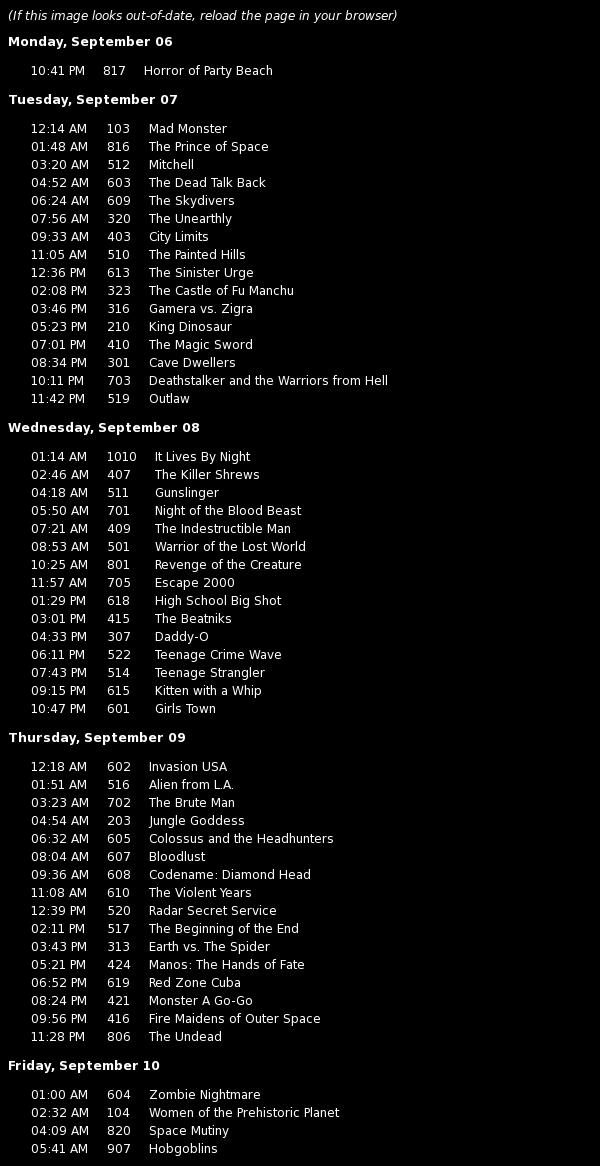 (If this image looks out-of-date, reload the page in your browser)
Monday, September 06
10:41 PM 817 Horror of Party Beach
Tuesday, September 07
12:14 AM 103 Mad Monster
01:48 AM 816 The Prince of Space
03:20 AM 512 Mitchell
04:52 AM 603 The Dead Talk Back
06:24 AM 609 The Skydivers
07:56 AM 320 The Unearthly
09:33 AM 403 City Limits
11:05 AM 510 The Painted Hills
12:36 PM 613 The Sinister Urge
02:08 PM 323 The Castle of Fu Manchu
03:46 PM 316 Gamera vs. Zigra
05:23 PM 210 King Dinosaur
07:01 PM 410 The Magic Sword
08:34 PM 301 Cave Dwellers
10:11 PM 703 Deathstalker and the Warriors from Hell
11:42 PM 519 Outlaw
Wednesday, September 08
01:14 AM 1010 It Lives By Night
02:46 AM 407 The Killer Shrews
04:18 AM 511 Gunslinger
05:50 AM 701 Night of the Blood Beast
07:21 AM 409 The Indestructible Man
08:53 AM 501 Warrior of the Lost World
10:25 AM 801 Revenge of the Creature
11:57 AM 705 Escape 2000
01:29 PM 618 High School Big Shot
03:01 PM 415 The Beatniks
04:33 PM 307 Daddy-O
06:11 PM 522 Teenage Crime Wave
07:43 PM 514 Teenage Strangler
09:15 PM 615 Kitten with a Whip
10:47 PM 601 Girls Town
Thursday, September 09
12:18 AM 602 Invasion USA
01:51 AM 516 Alien from L.A.
03:23 AM 702 The Brute Man
04:54 AM 203 Jungle Goddess
06:32 AM 605 Colossus and the Headhunters
08:04 AM 607 Bloodlust
09:36 AM 608 Codename: Diamond Head
11:08 AM 610 The Violent Years
12:39 PM 520 Radar Secret Service
02:11 PM 517 The Beginning of the End
03:43 PM 313 Earth vs. The Spider
05:21 PM 424 Manos: The Hands of Fate
06:52 PM 619 Red Zone Cuba
08:24 PM 421 Monster A Go-Go
09:56 PM 416 Fire Maidens of Outer Space
11:28 PM 806 The Undead
Friday, September 10
01:00 AM 604 Zombie Nightmare
02:32 AM 104 Women of the Prehistoric Planet
04:09 AM 820 Space Mutiny
05:41 AM 907 Hobgoblins